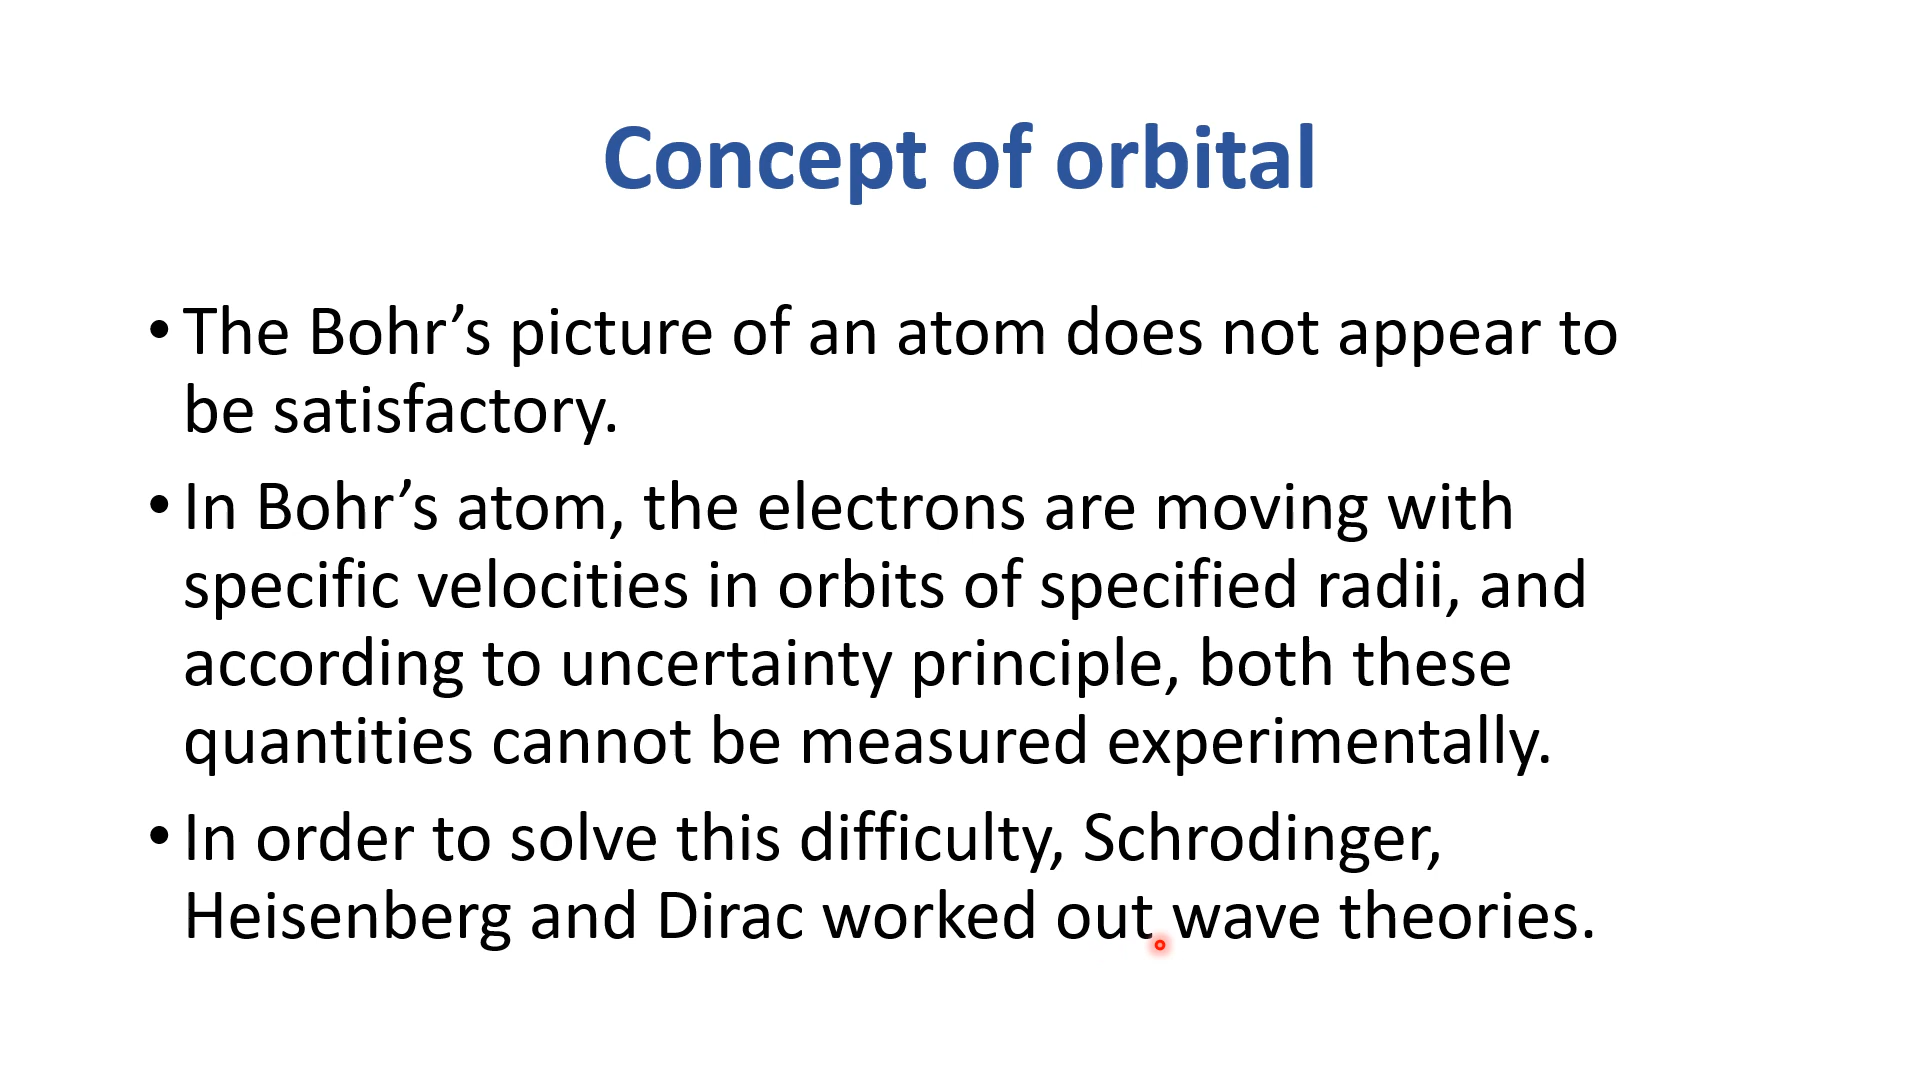 Concept of orbital
• The Bohr’s picture of an atom does not appear to
be satisfactory.
• In Bohr’s atom, the electrons are moving with
specific velocities in orbits of specified radii, and
according to uncertainty principle, both these
quantities cannot be measured experimentally.
• In order to solve this difficulty, Schrodinger,
Heisenberg and Dirac worked out wave theories.